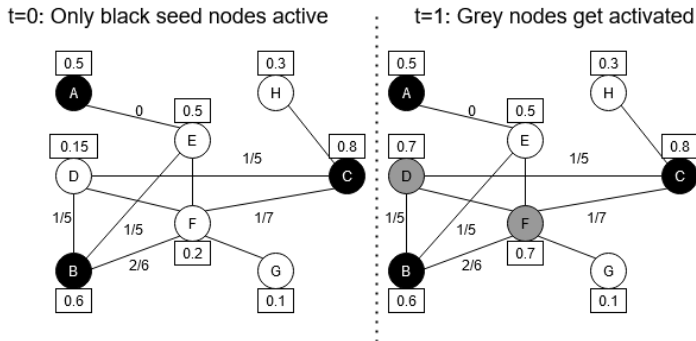 t=0: Only black seed nodes active
0.5
A
0
0.5
E
0.3
H
0.15
D
1/5
0.8
C
1/5
1/5
F
1/7
0.2
B
2/6
0.6
G
0.1
t=1: Grey nodes get activated
0.5
A
0
0.5
E
0.3
H
0.7
D
1/5
0.8
C
1/5
1/5
F
1/7
0.7
B
2/6
0.6
G
0.1